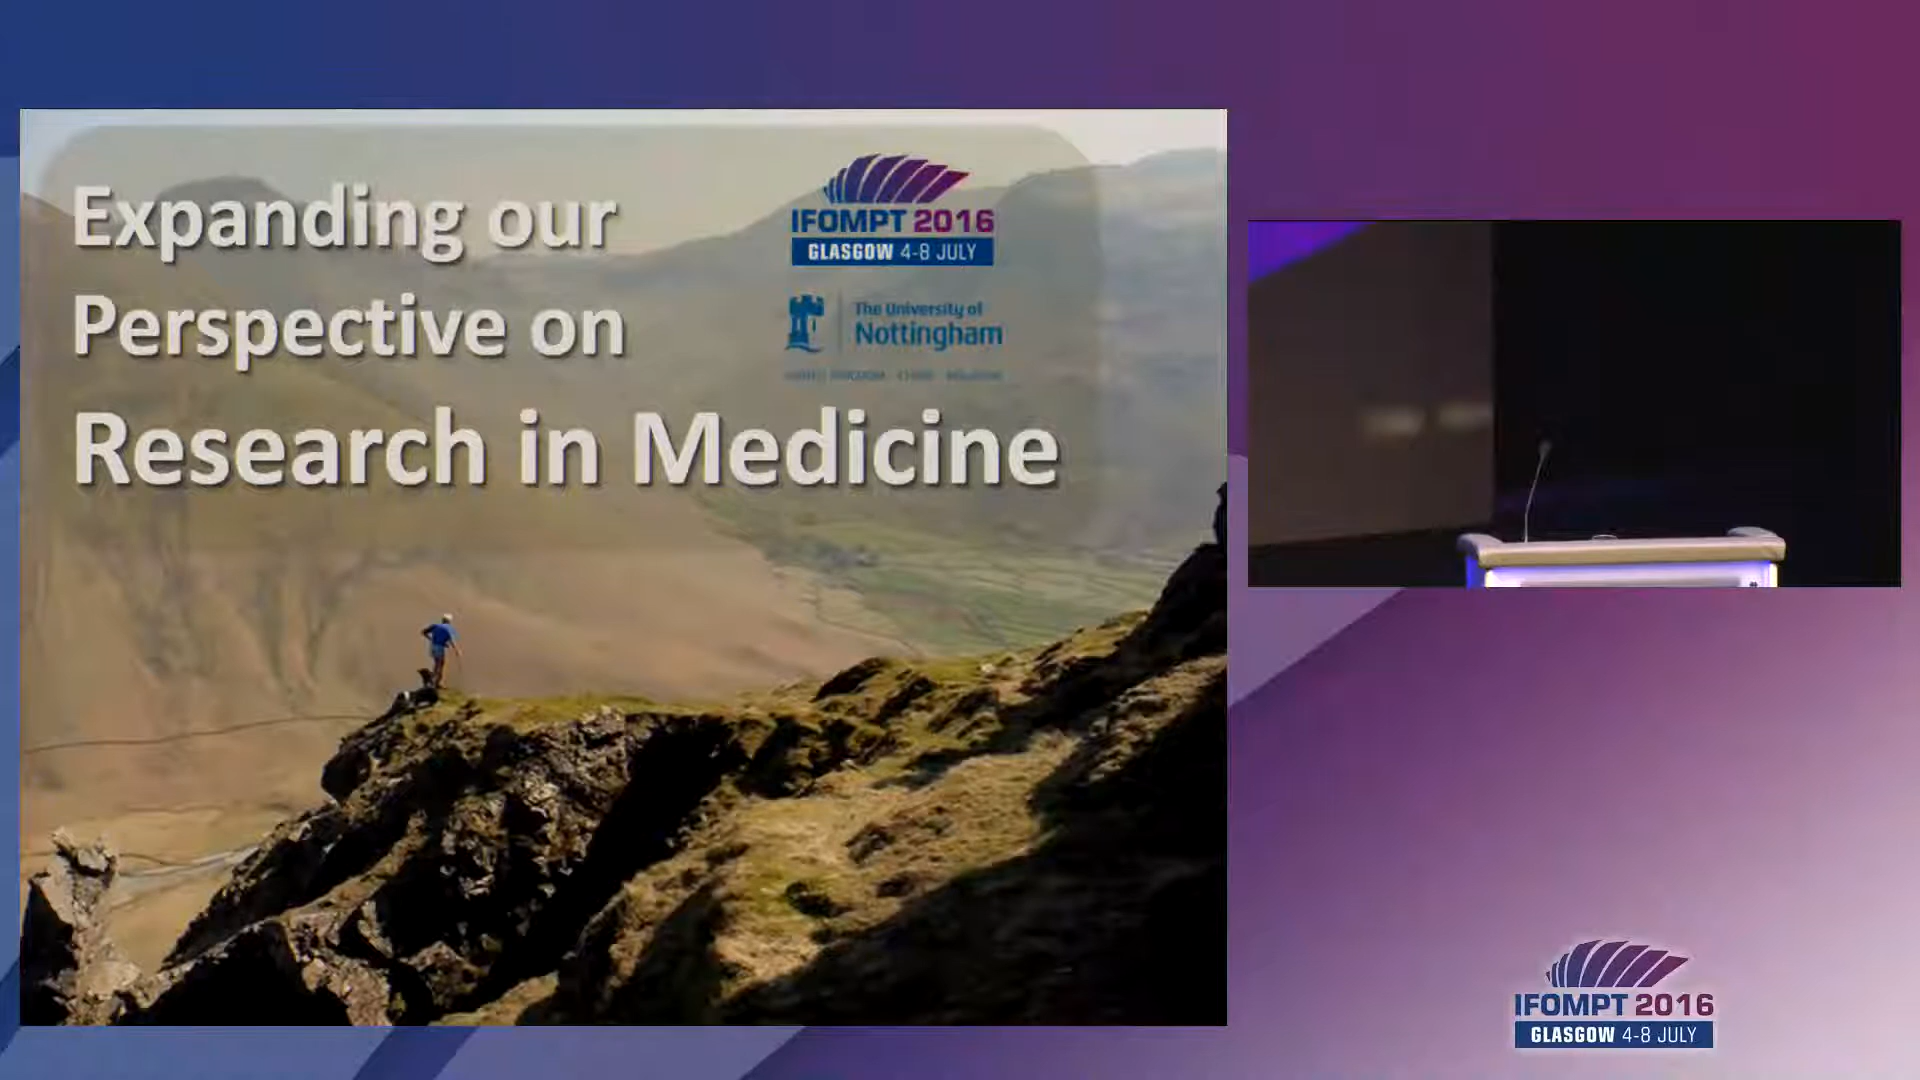 Expanding our
Perspective on
Research in Medicine
IFOMPT 2016
GLASGOW 4-8 JULY
The University of
Nottingham
IFOMPT 2016
GLASGOW 4-8 JULY